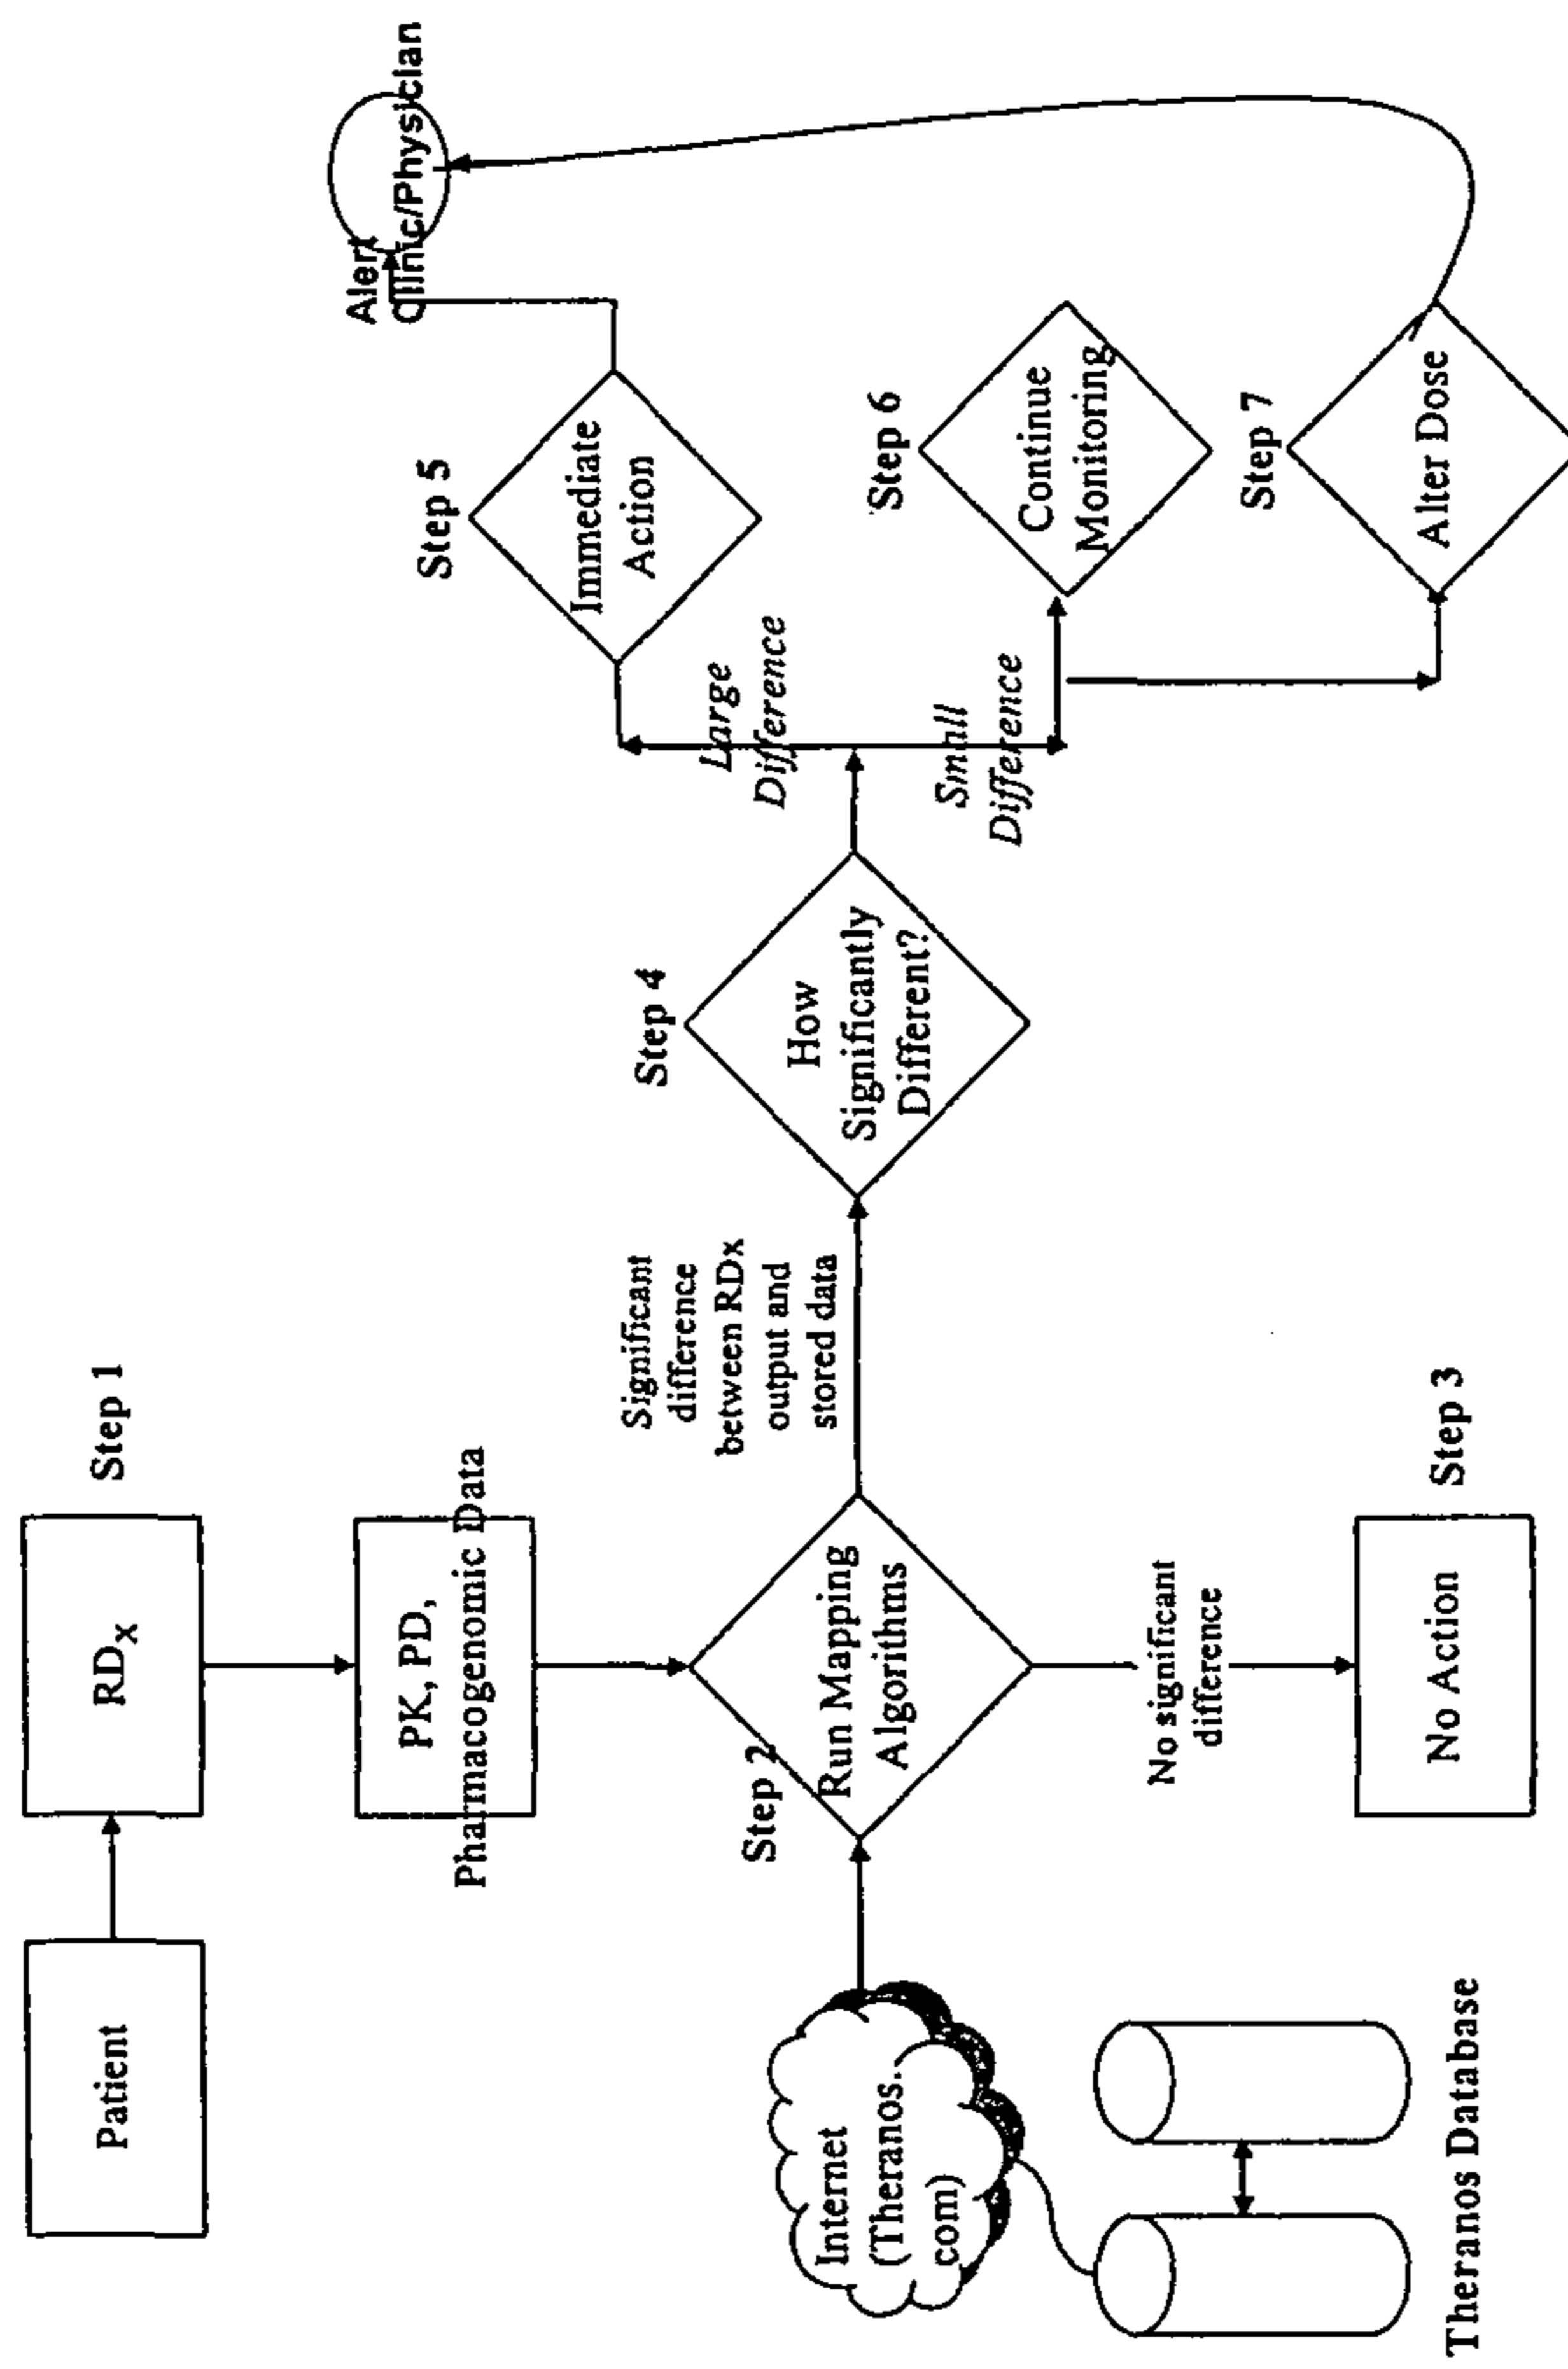 Patient
RDx
Step 1
PK, PD,
Pharmacogenomic Data
Internet
(Theranos.
com)
Theranos Database
Step 2
Run Mapping
Algorithms
No significant
difference
No Action
Step 3
Significant
difference
between RDx
output and
stored data
Step 4
How
Significantly
Different?
Large
Difference
Small
Difference
Step 5
Immediate
Action
Alert
Clinic/Physician
Step 6
Continue
Monitoring
Step 7
Alter Dose